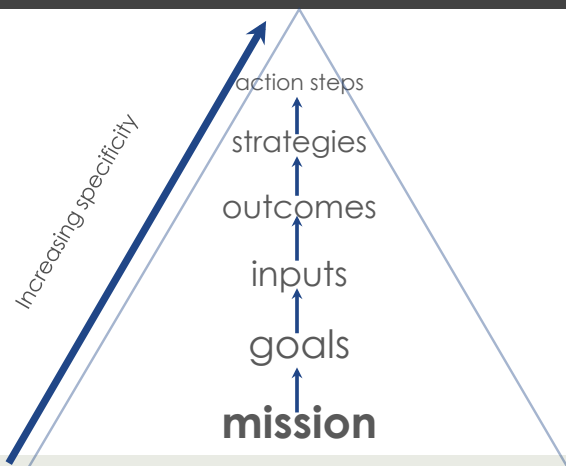 action steps
strategies
outcomes
inputs
goals
mission
Increasing specificity